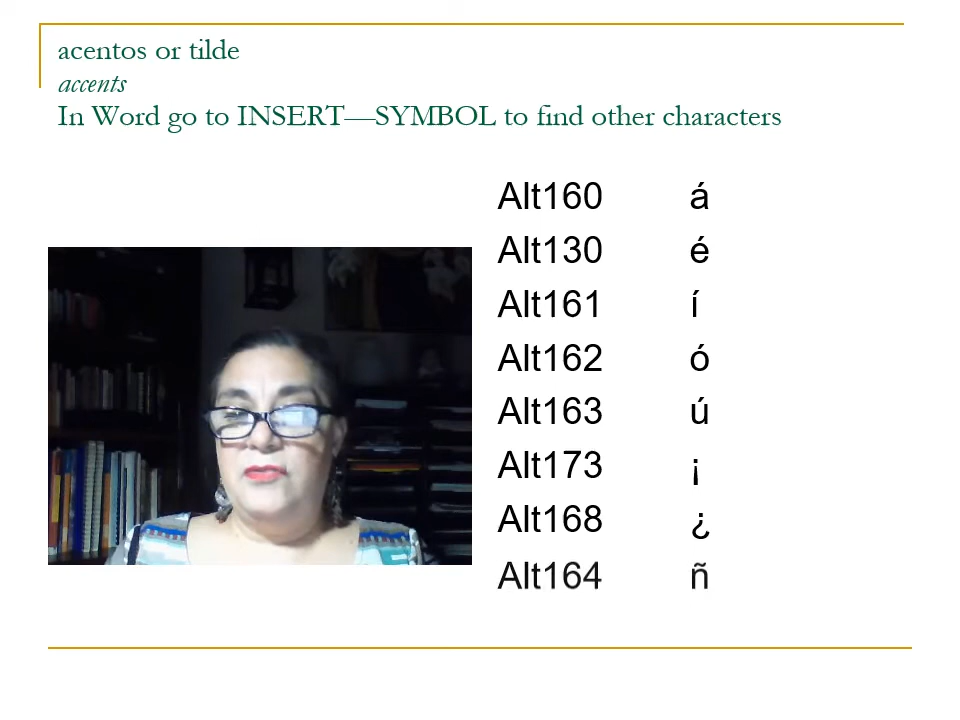 acentos or tilde
accents
In Word go to INSERT—SYMBOL to find other characters
Alt160 á
Alt130 é
Alt161 í
Alt162 ó
Alt163 ú
Alt173 ¡
Alt168 ¿
Alt164 ñ